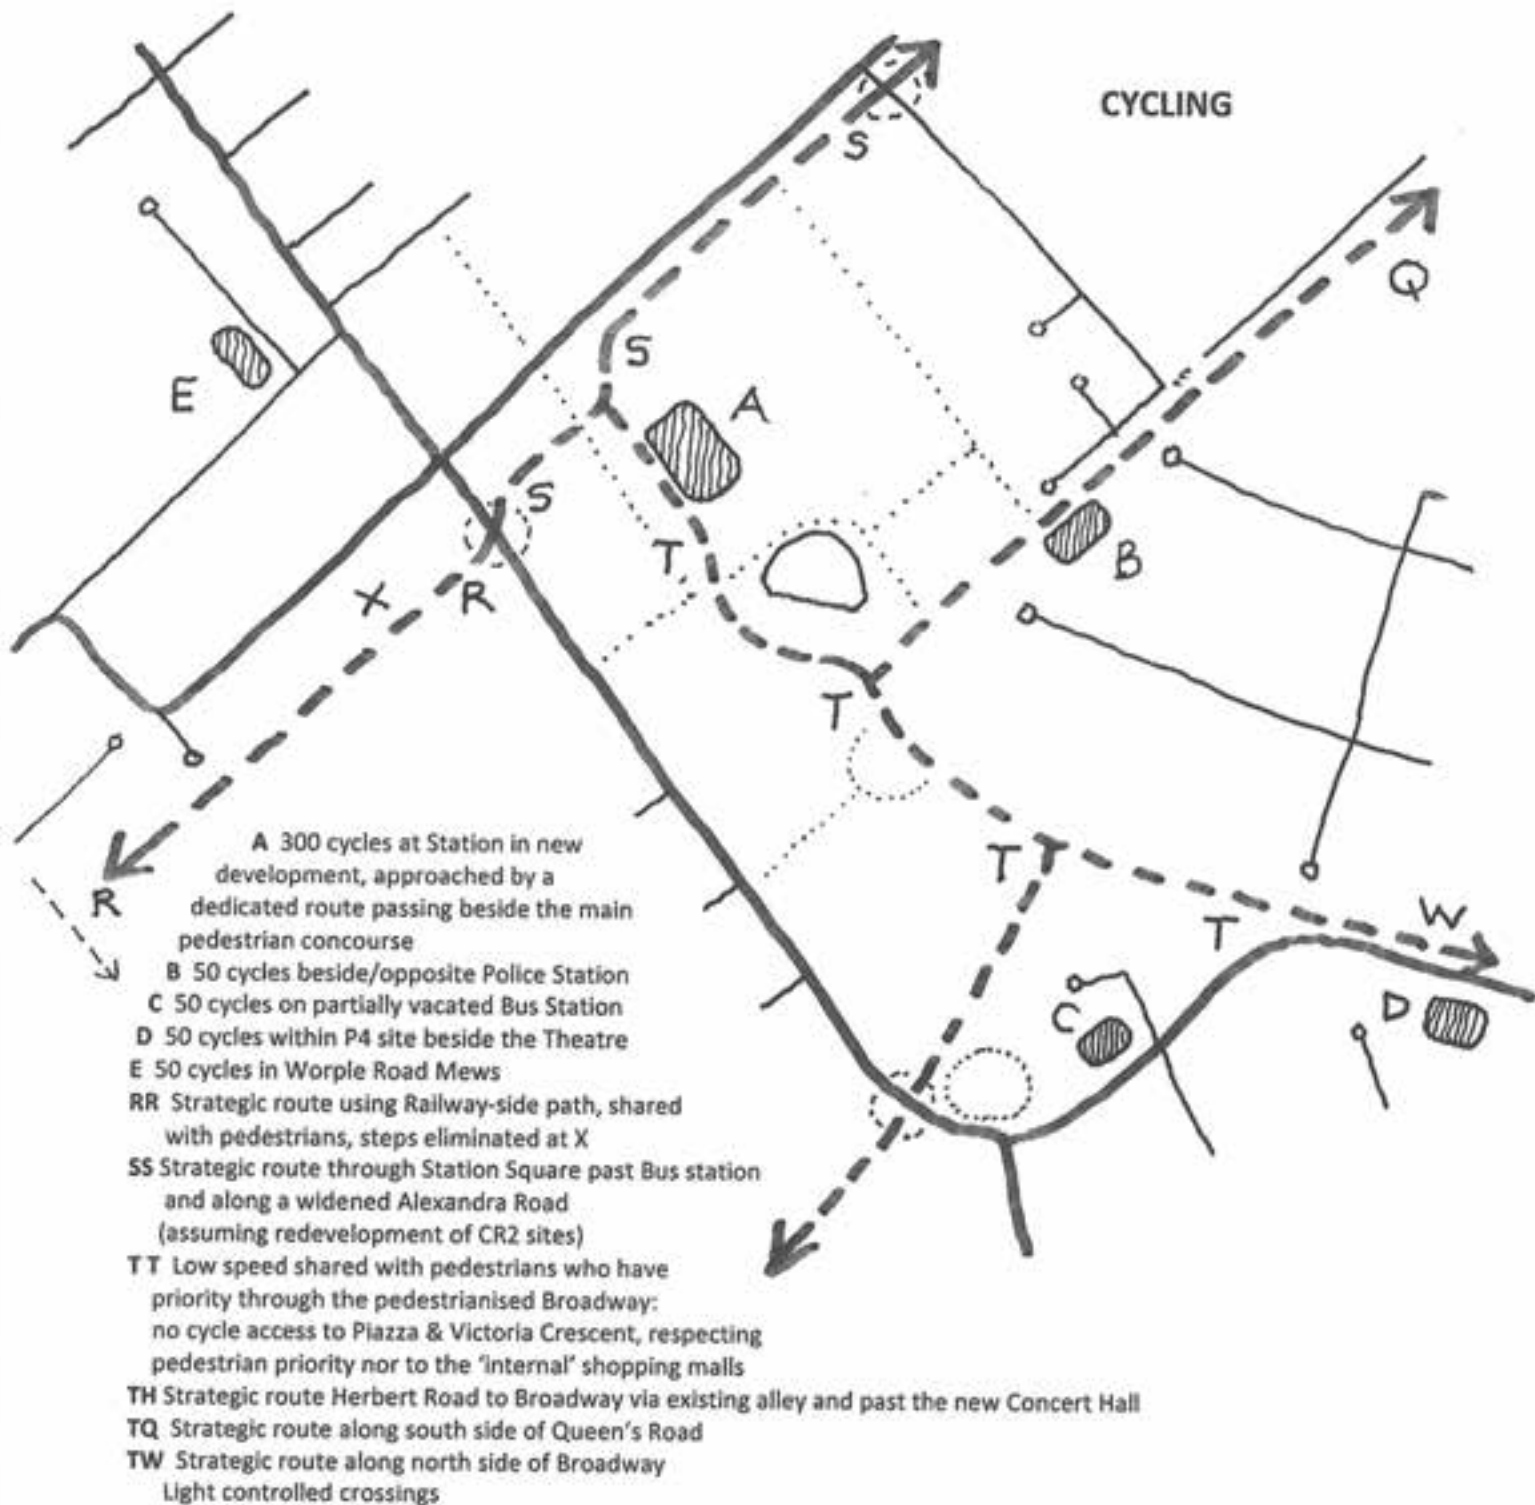 CYCLING
S
Q
S
E
A
S
T
B
X
R
T
T
W
R
T
C
D
A 300 cycles at Station in new
development, approached by a
dedicated route passing beside the main
pedestrian concourse
B 50 cycles beside/opposite Police Station
C 50 cycles on partially vacated Bus Station
D 50 cycles within P4 site beside the Theatre
E 50 cycles in Worple Road Mews
RR Strategic route using Railway-side path, shared
with pedestrians, steps eliminated at X
SS Strategic route through Station Square past Bus station
and along a widened Alexandra Road
(assuming redevelopment of CR2 sites)
T T Low speed shared with pedestrians who have
priority through the pedestrianised Broadway:
no cycle access to Piazza & Victoria Crescent, respecting
pedestrian priority nor to the 'internal' shopping malls
TH Strategic route Herbert Road to Broadway via existing alley and past the new Concert Hall
TQ Strategic route along south side of Queen's Road
TW Strategic route along north side of Broadway
Light controlled crossings